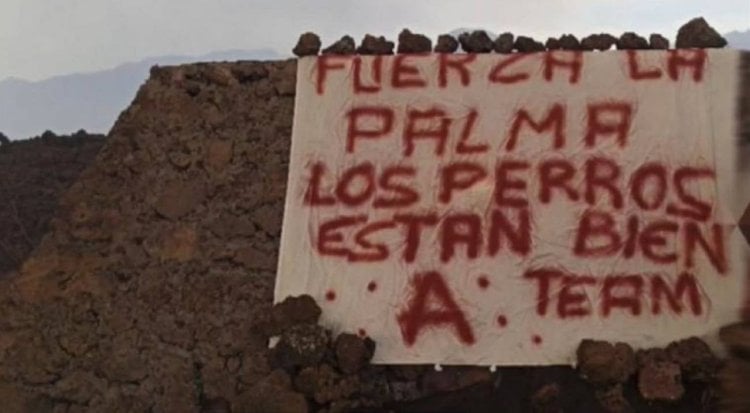 FUERZA LA
PALMA
LOS PERROS
ESTAN BIEN
A TEAM